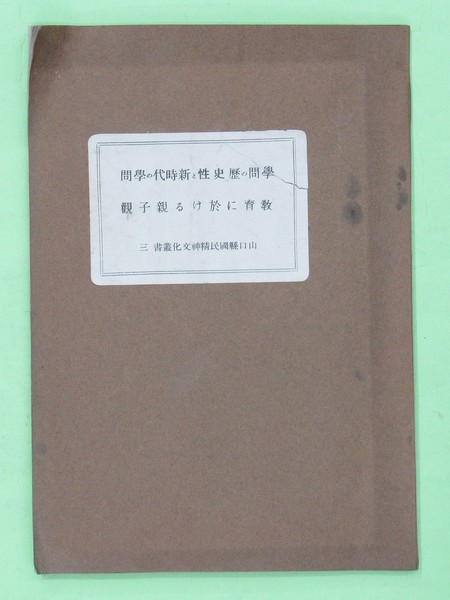 學問の歷史性と新時代の學問
教育に於ける親子觀
山口縣國民精神文化叢書 三